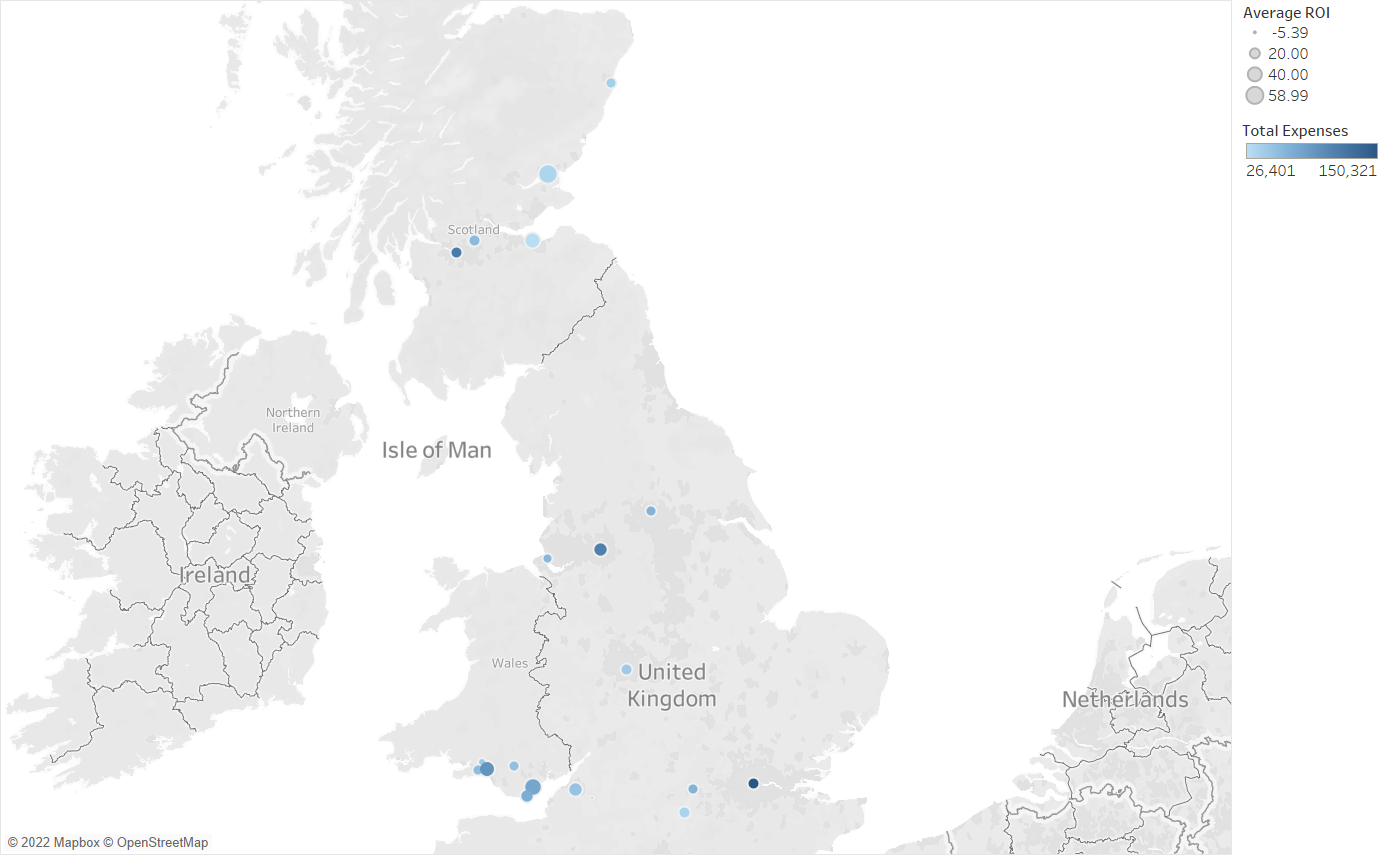 Scotland
Northern
Ireland
Isle of Man
Ireland
Wales
United
Kingdom
Netherlands
© 2022 Mapbox © OpenStreetMap
Average ROI
-5.39
20.00
40.00
58.99
Total Expenses
26,401 150,321